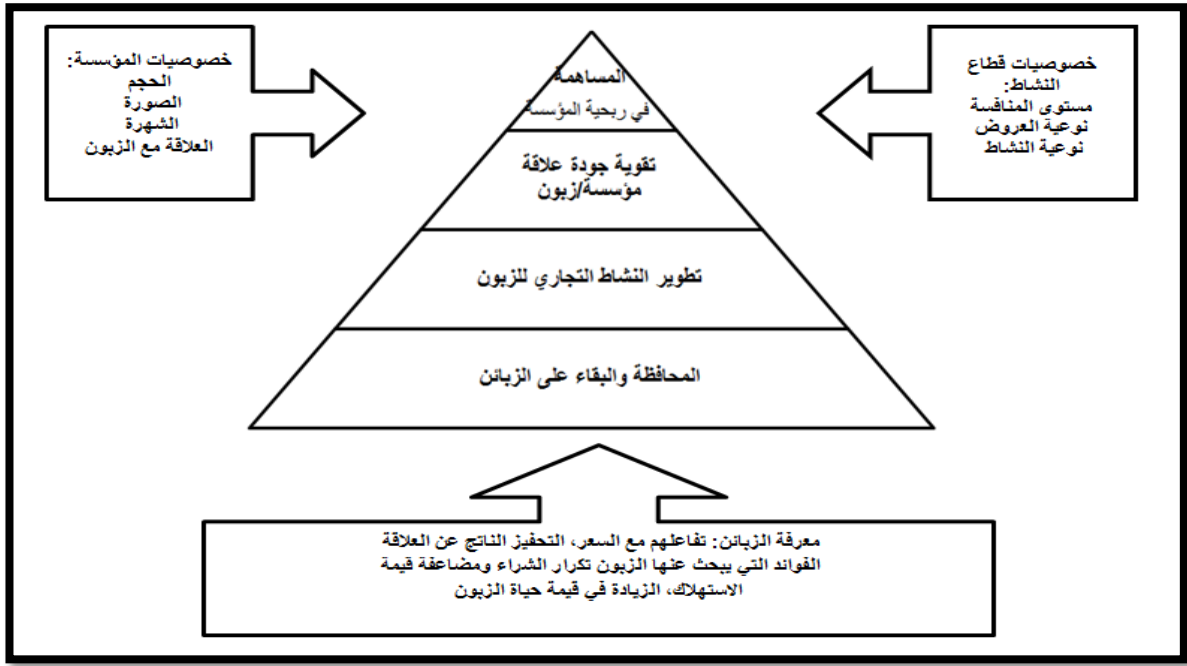 خصوصيات قطاع
النشاط:
مستوى المنافسة
نوعية العروض
نوعية النشاط
خصوصيات المؤسسة:
الحجم
الصورة
الشهرة
العلاقة مع الزبون
المساهمة
في ربحية المؤسسة
تقوية جودة علاقة
مؤسسة/زبون
تطوير النشاط التجاري للزبون
المحافظة والبقاء على الزبائن
معرفة الزبائن: تفاعلهم مع السعر، التحفيز الناتج عن العلاقة
الفوائد التي يبحث عنها الزبون تكرار الشراء ومضاعفة قيمة
الاستهلاك، الزيادة في قيمة حياة الزبون